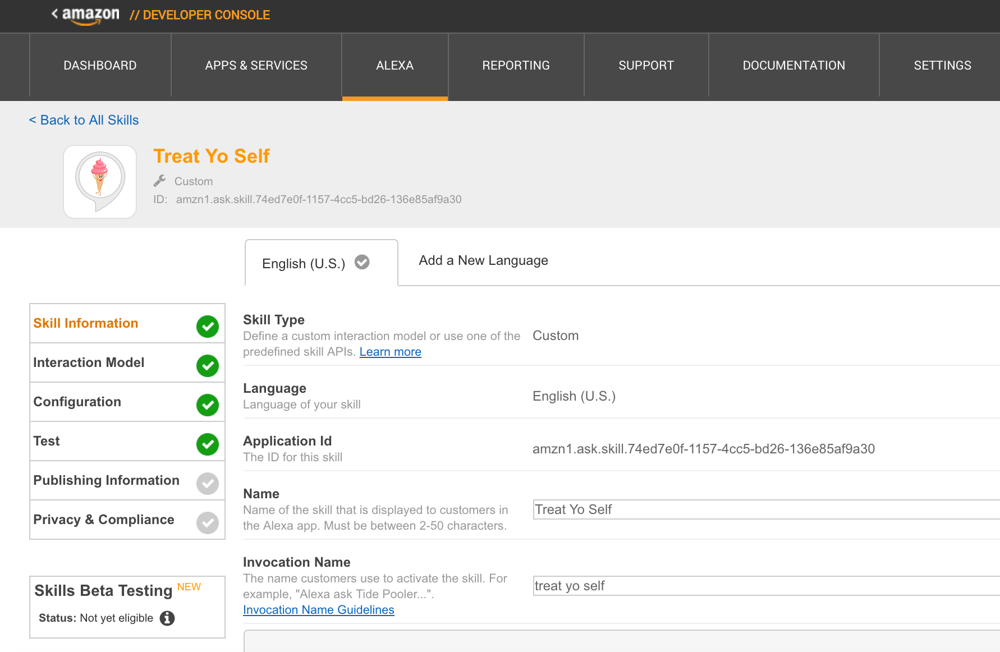 < amazon // DEVELOPER CONSOLE
DASHBOARD APPS & SERVICES ALEXA REPORTING SUPPORT DOCUMENTATION SETTINGS
< Back to All Skills
Treat Yo Self
Custom
ID: amzn1.ask.skill.74ed7e0f-1157-4cc5-bd26-136e85af9a30
English (U.S.) Add a New Language
Skill Information
Interaction Model
Configuration
Test
Publishing Information
Privacy & Compliance
Skills Beta Testing NEW
Status: Not yet eligible
Skill Type
Define a custom interaction model or use one of the
predefined skill APIs. Learn more
Custom
Language
Language of your skill
English (U.S.)
Application Id
The ID for this skill
amzn1.ask.skill.74ed7e0f-1157-4cc5-bd26-136e85af9a30
Name
Name of the skill that is displayed to customers in
the Alexa app. Must be between 2-50 characters.
Treat Yo Self
Invocation Name
The name customers use to activate the skill. For
example, "Alexa ask Tide Pooler...".
Invocation Name Guidelines
treat yo self